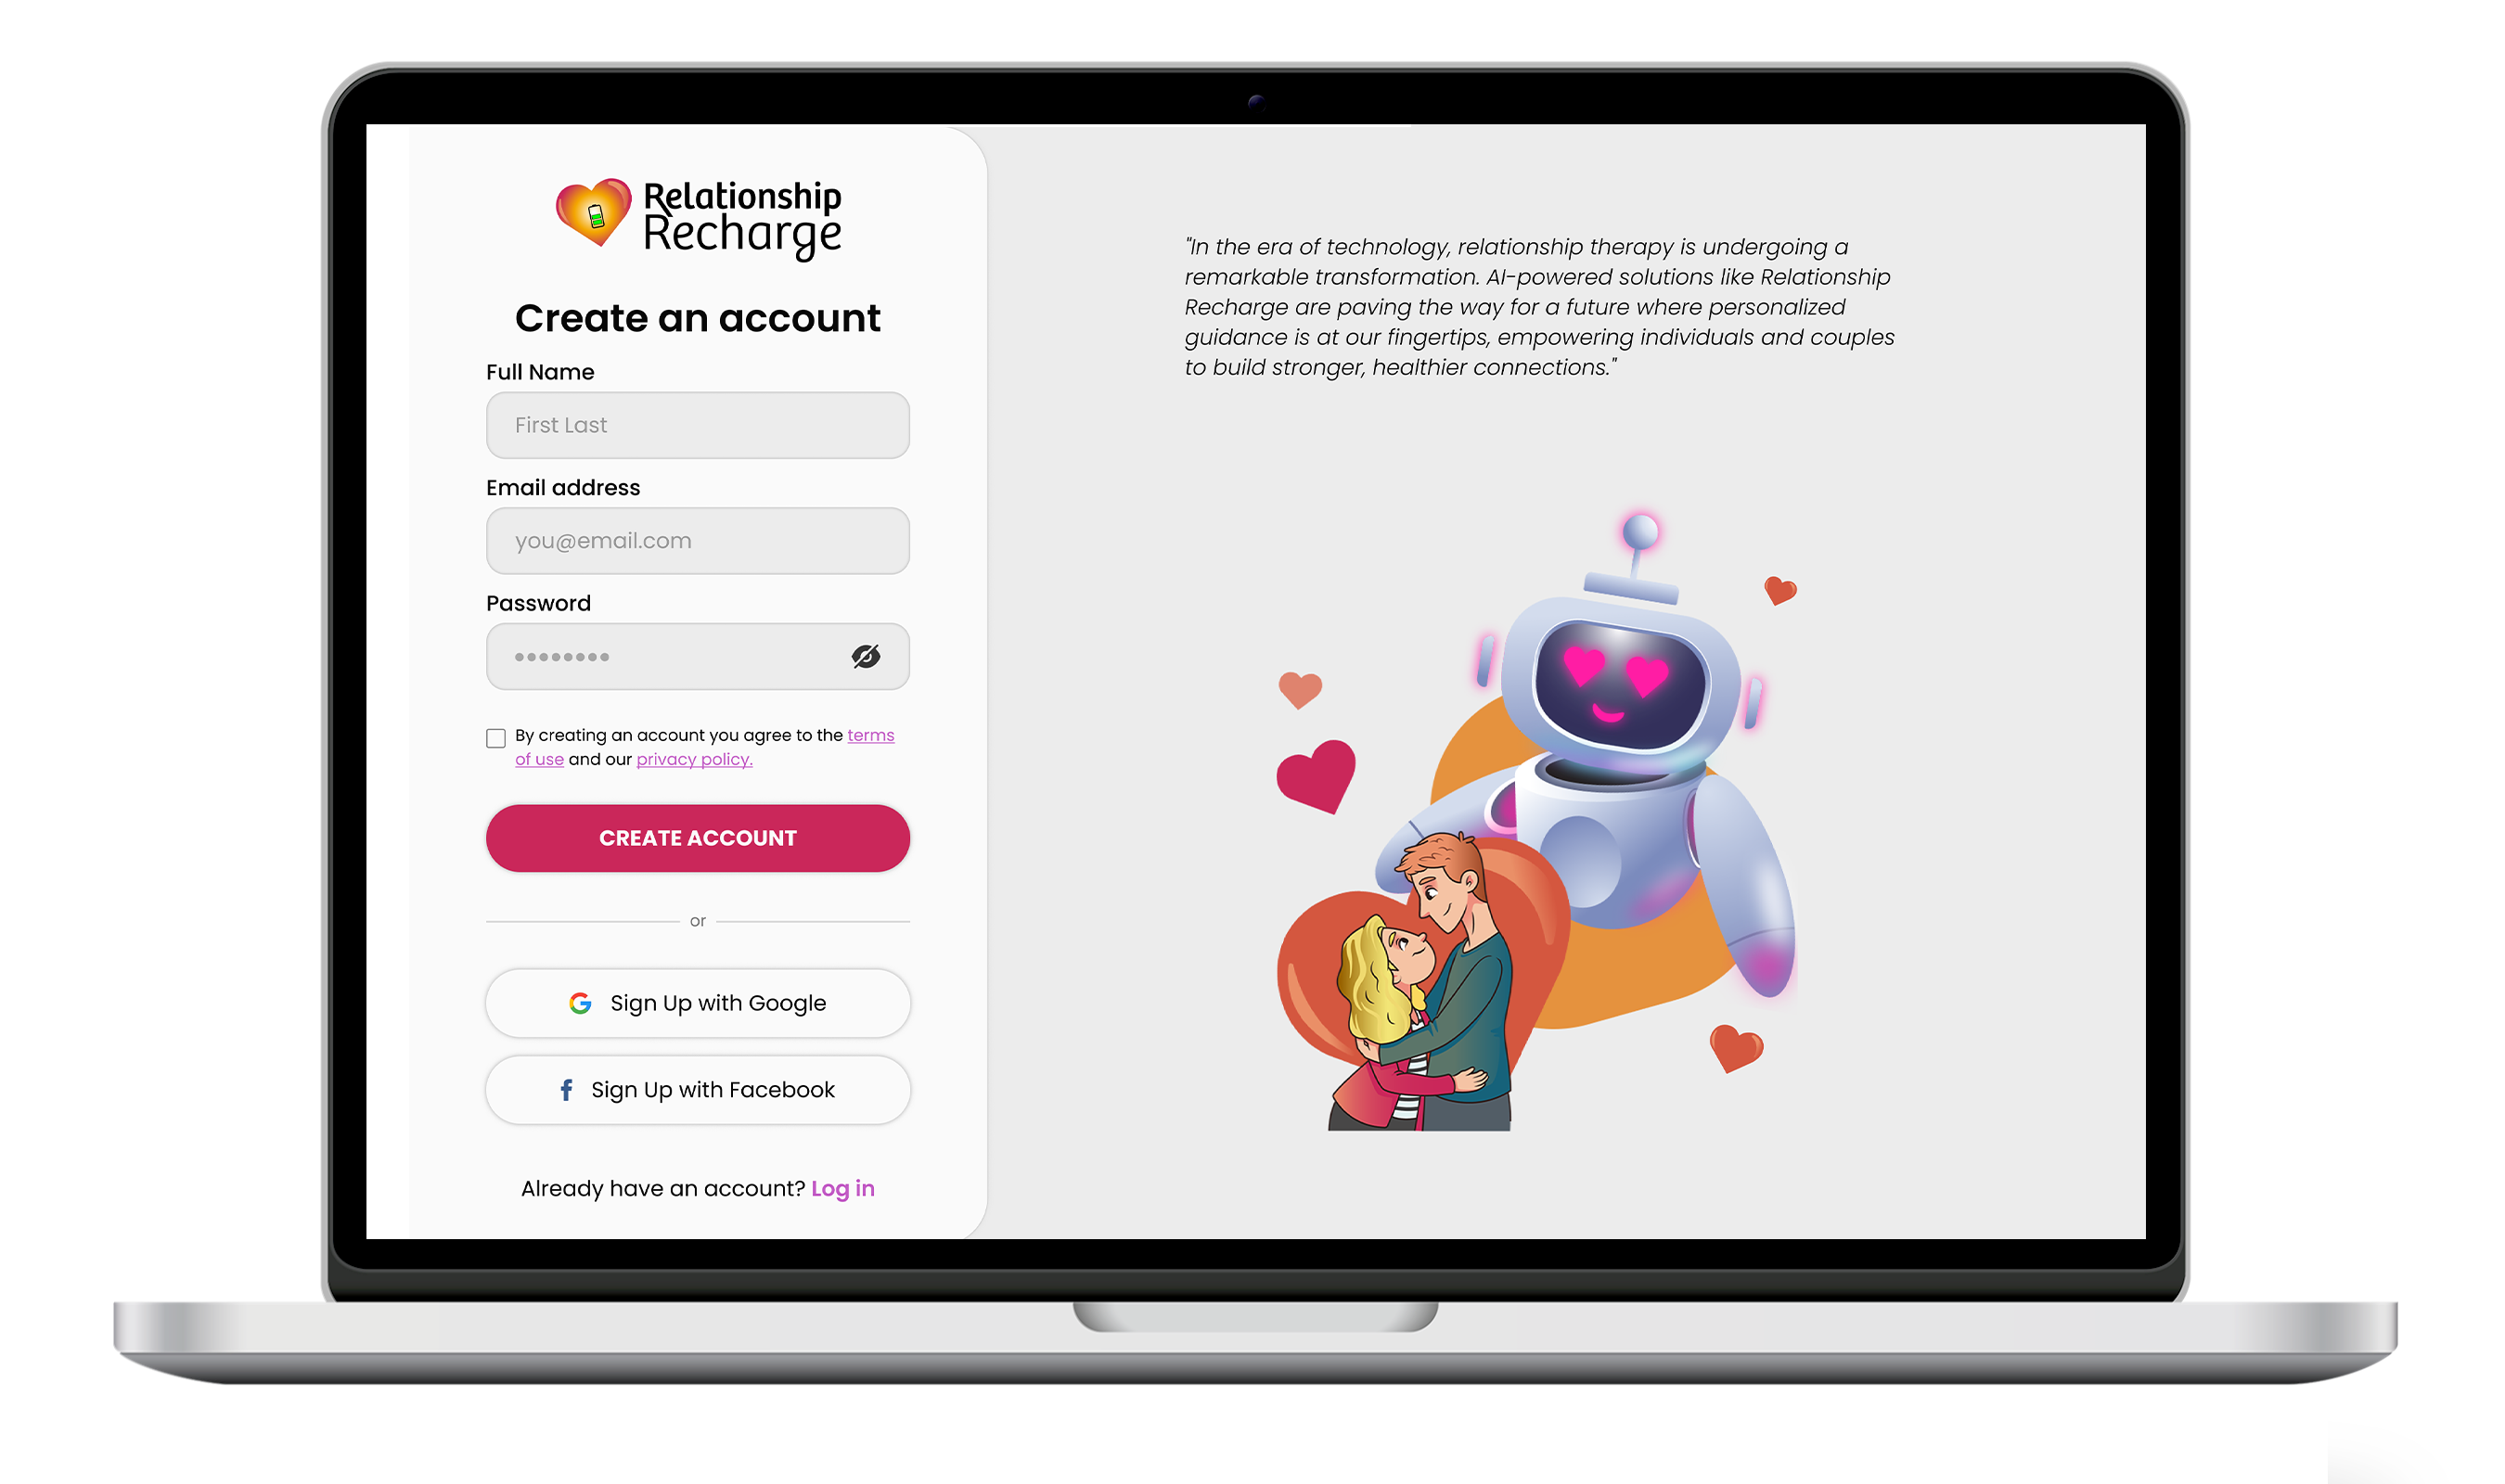 Relationship
Recharge
Create an account
Full Name
First Last
Email address
you@email.com
Password
By creating an account you agree to the terms
of use and our privacy policy.
CREATE ACCOUNT
or
Sign Up with Google
Sign Up with Facebook
Already have an account? Log in
"In the era of technology, relationship therapy is undergoing a
remarkable transformation. AI-powered solutions like Relationship
Recharge are paving the way for a future where personalized
guidance is at our fingertips, empowering individuals and couples
to build stronger, healthier connections."